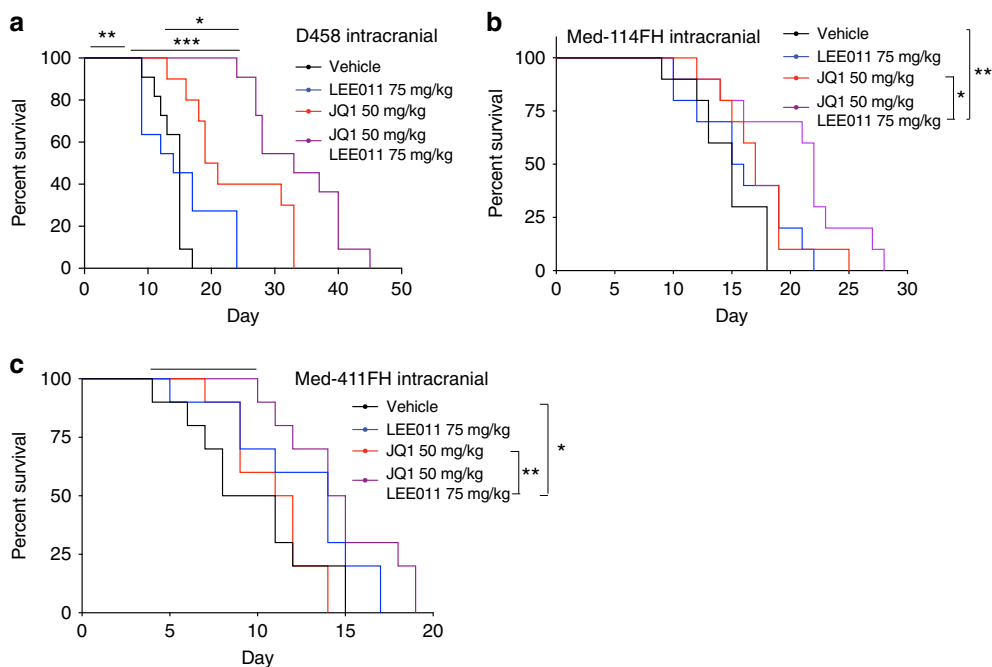 a
** *
***
D458 intracranial
Vehicle
LEE011 75 mg/kg
JQ1 50 mg/kg
JQ1 50 mg/kg
LEE011 75 mg/kg
Percent survival
100
80
60
40
20
0
0 10 20 30 40 50
Day
b
Med-114FH intracranial
Vehicle
LEE011 75 mg/kg
JQ1 50 mg/kg
JQ1 50 mg/kg
LEE011 75 mg/kg
*
**
Percent survival
100
75
50
25
0
0 5 10 15 20 25 30
Day
c
Med-411FH intracranial
Vehicle
LEE011 75 mg/kg
JQ1 50 mg/kg
JQ1 50 mg/kg
LEE011 75 mg/kg
**
*
Percent survival
100
75
50
25
0
0 5 10 15 20
Day